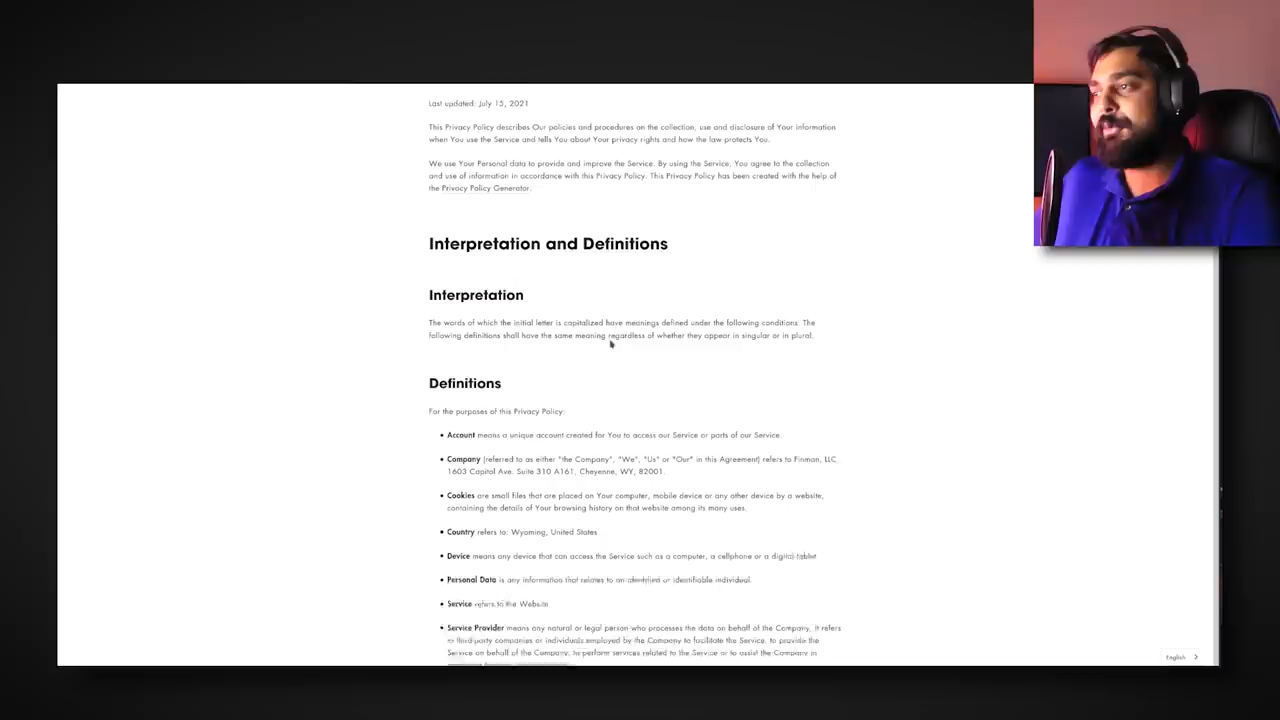 Last updated: July 15, 2021
This Privacy Policy describes Our policies and procedures on the collection, use and disclosure of Your information
when You use the Service and tells You about Your privacy rights and how the law protects You.
We use Your Personal data to provide and improve the Service. By using the Service, You agree to the collection
and use of information in accordance with this Privacy Policy. This Privacy Policy has been created with the help of
the Privacy Policy Generator.
Interpretation and Definitions
Interpretation
The words of which the initial letter is capitalized have meanings defined under the following conditions. The
following definitions shall have the same meaning regardless of whether they appear in singular or in plural.
Definitions
For the purposes of this Privacy Policy:
• Account means a unique account created for You to access our Service or parts of our Service.
• Company (referred to as either "the Company", "We", "Us" or "Our" in this Agreement) refers to Finman, LLC,
1603 Capitol Ave. Suite 310 A161, Cheyenne, WY, 82001.
• Cookies are small files that are placed on Your computer, mobile device or any other device by a website,
containing the details of Your browsing history on that website among its many uses.
• Country refers to: Wyoming, United States
• Device means any device that can access the Service such as a computer, a cellphone or a digital tablet
• Personal Data is any information that relates to an identified or identifiable individual.
• Service refers to the Website
• Service Provider means any natural or legal person who processes the data on behalf of the Company. It refers
to third-party companies or individuals employed by the Company to facilitate the Service, to provide the
Service on behalf of the Company, to perform services related to the Service or to assist the Company in
English >